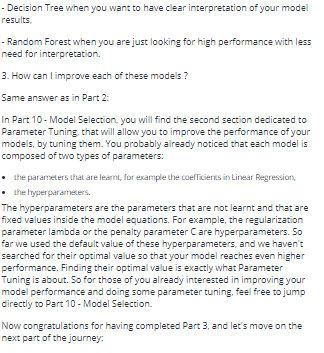 - Decision Tree when you want to have clear interpretation of your model
results,
- Random Forest when you are just looking for high performance with less
need for interpretation.
3. How can I improve each of these models ?
Same answer as in Part 2:
In Part 10 - Model Selection, you will find the second section dedicated to
Parameter Tuning, that will allow you to improve the performance of your
models, by tuning them. You probably already noticed that each model is
composed of two types of parameters:
• the parameters that are learnt, for example the coefficients in Linear Regression,
• the hyperparameters.
The hyperparameters are the parameters that are not learnt and that are
fixed values inside the model equations. For example, the regularization
parameter lambda or the penalty parameter C are hyperparameters. So
far we used the default value of these hyperparameters, and we haven't
searched for their optimal value so that your model reaches even higher
performance. Finding their optimal value is exactly what Parameter
Tuning is about. So for those of you already interested in improving your
model performance and doing some parameter tuning, feel free to jump
directly to Part 10 - Model Selection.
Now congratulations for having completed Part 3, and let's move on the
next part of the journey: